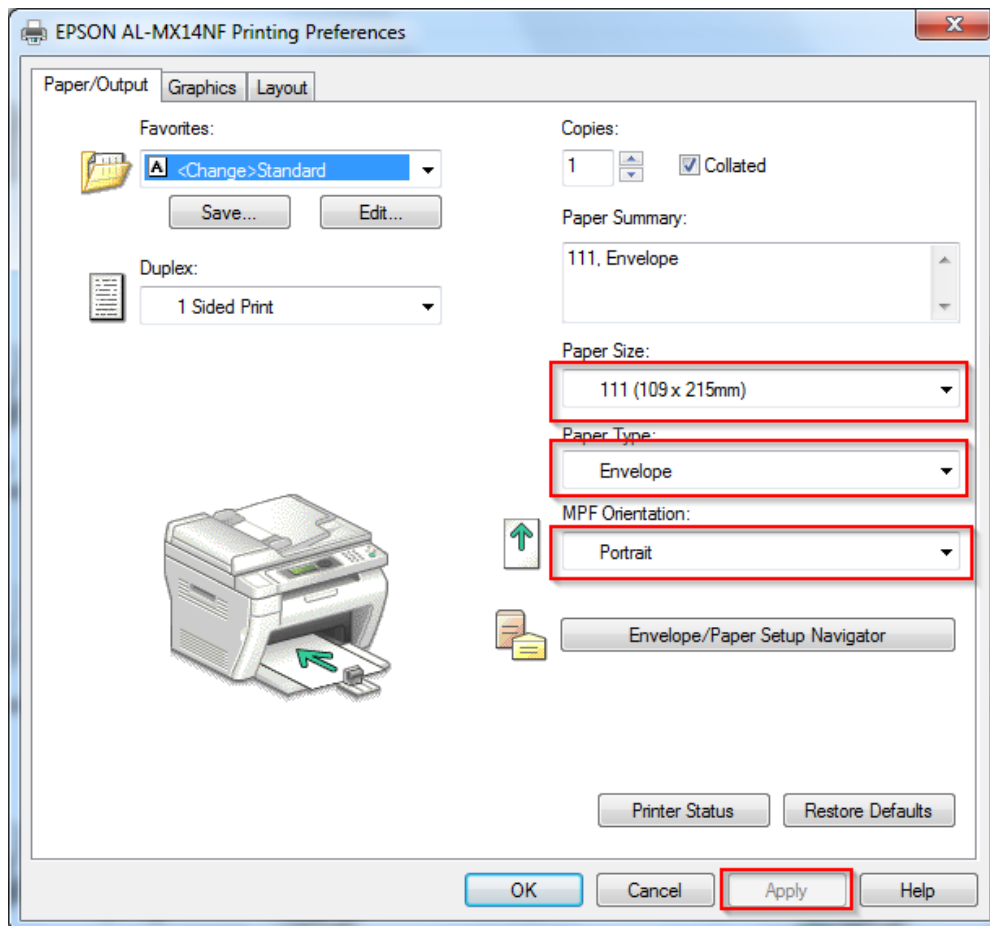 EPSON AL-MX14NF Printing Preferences
Paper/Output Graphics Layout
Favorites:
A <Change>Standard
Save... Edit...
Duplex:
1 Sided Print
Copies:
1 Collated
Paper Summary:
111, Envelope
Paper Size:
111 (109 x 215mm)
Paper Type:
Envelope
MPF Orientation:
Portrait
Envelope/Paper Setup Navigator
Printer Status Restore Defaults
OK Cancel Apply Help